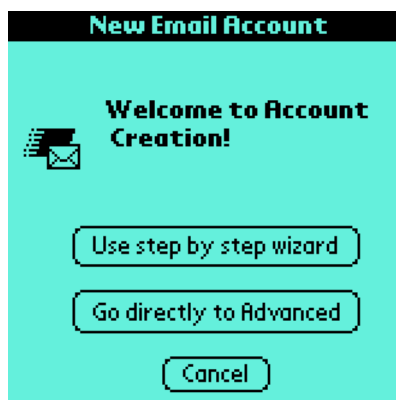 New Email Account
Welcome to Account
Creation!
Use step by step wizard
Go directly to Advanced
Cancel